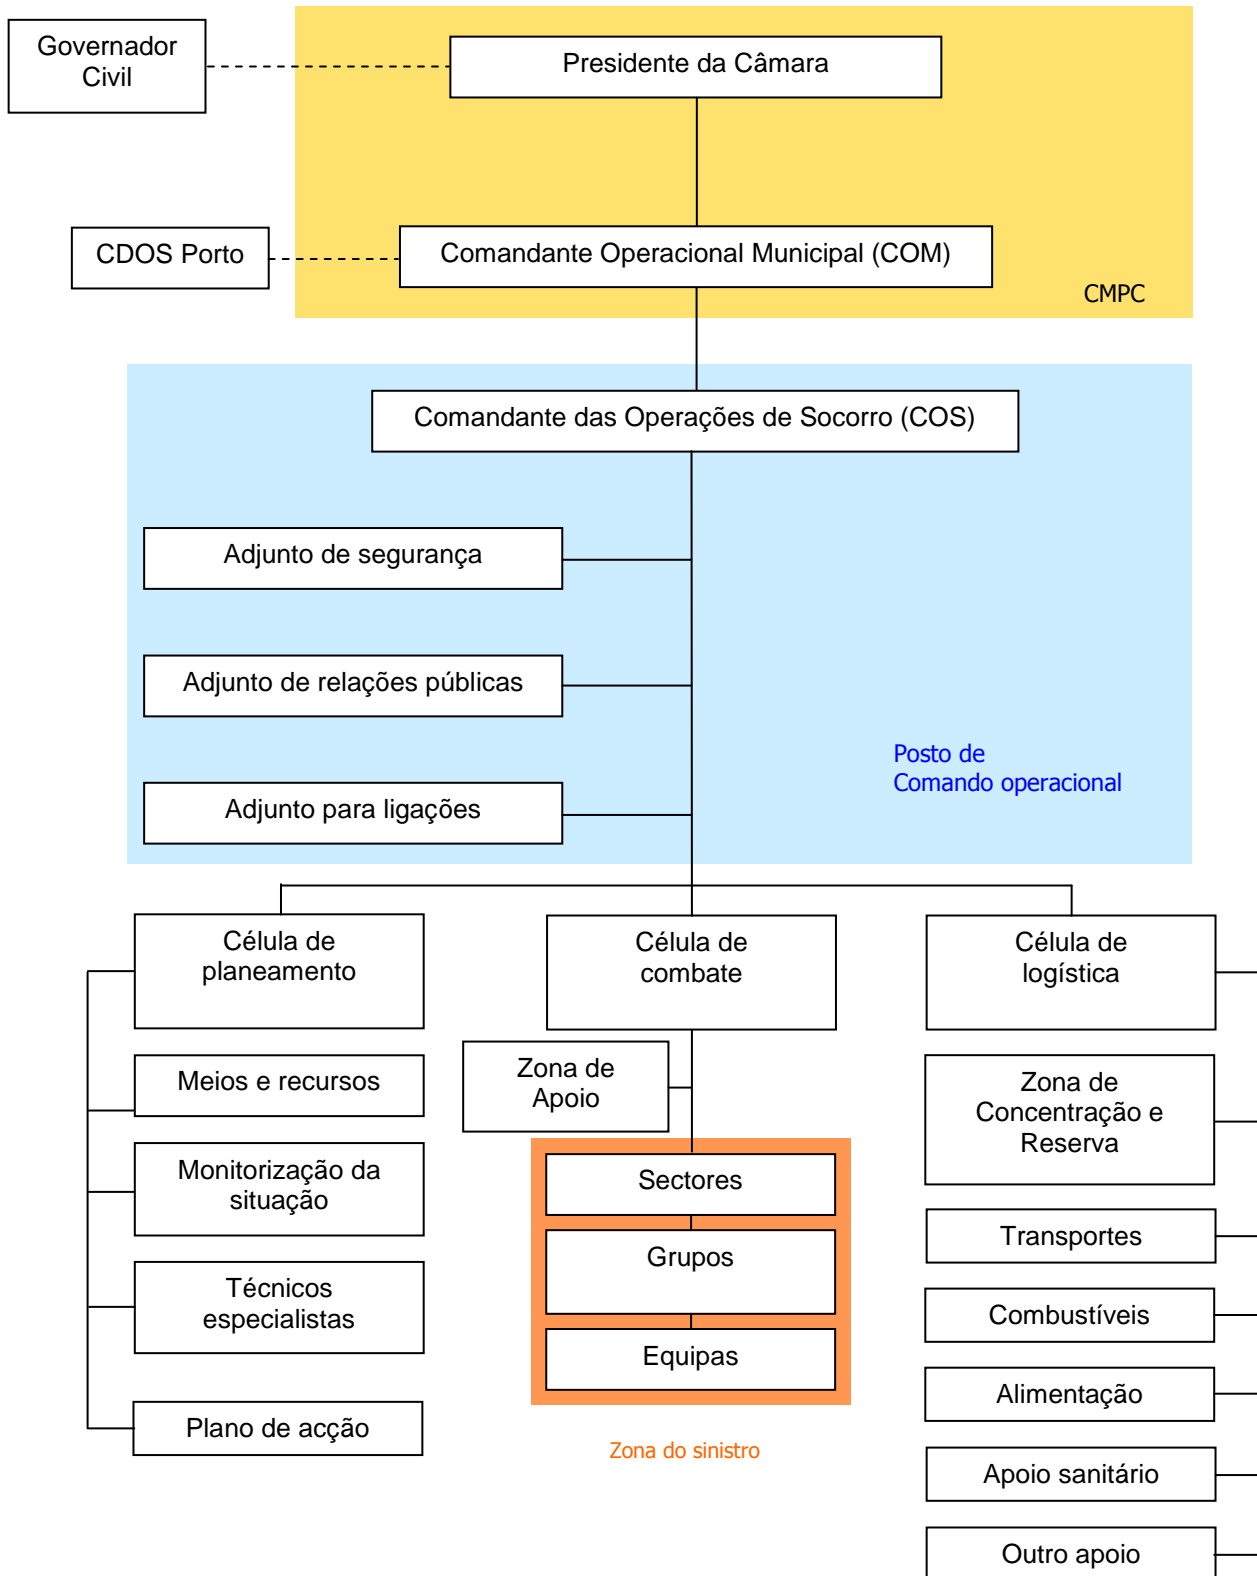 Governador
Civil
Presidente da Câmara
CDOS Porto
Comandante Operacional Municipal (COM)
CMPC
Comandante das Operações de Socorro (COS)
Adjunto de segurança
Adjunto de relações públicas
Posto de
Comando operacional
Adjunto para ligações
Célula de
planeamento
Célula de
combate
Célula de
logística
Meios e recursos
Zona de
Apoio
Zona de
Concentração e
Reserva
Monitorização da
situação
Sectores
Transportes
Grupos
Técnicos
especialistas
Combustíveis
Equipas
Alimentação
Plano de acção
Zona do sinistro
Apoio sanitário
Outro apoio